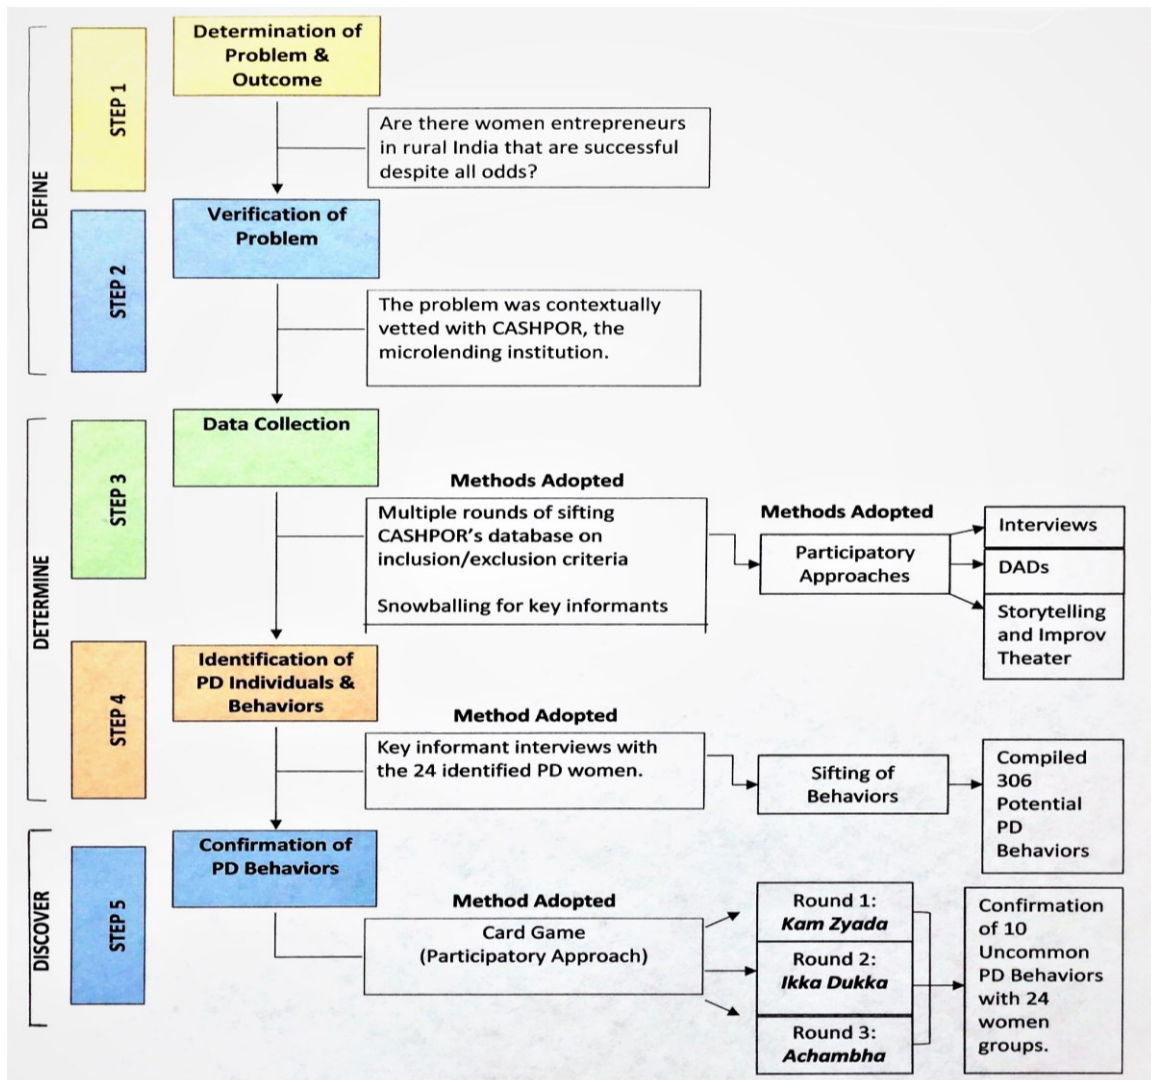 DEFINE
STEP 1
Determination of
Problem &
Outcome
Are there women entrepreneurs
in rural India that are successful
despite all odds?
STEP 2
Verification of
Problem
The problem was contextually
vetted with CASHPOR, the
microlending institution.
DETERMINE
STEP 3
Data Collection
Methods Adopted
Multiple rounds of sifting
CASHPOR's database on
inclusion/exclusion criteria
Snowballing for key informants
Methods Adopted
Participatory
Approaches
Interviews
DADs
Storytelling
and Improv
Theater
STEP 4
Identification of
PD Individuals &
Behaviors
Method Adopted
Key informant interviews with
the 24 identified PD women.
Sifting of
Behaviors
Compiled
306
Potential
PD
Behaviors
DISCOVER
STEP 5
Confirmation of
PD Behaviors
Method Adopted
Card Game
(Participatory Approach)
Round 1:
Kam Zyada
Round 2:
Ikka Dukka
Round 3:
Achambha
Confirmation
of 10
Uncommon
PD Behaviors
with 24
women
groups.